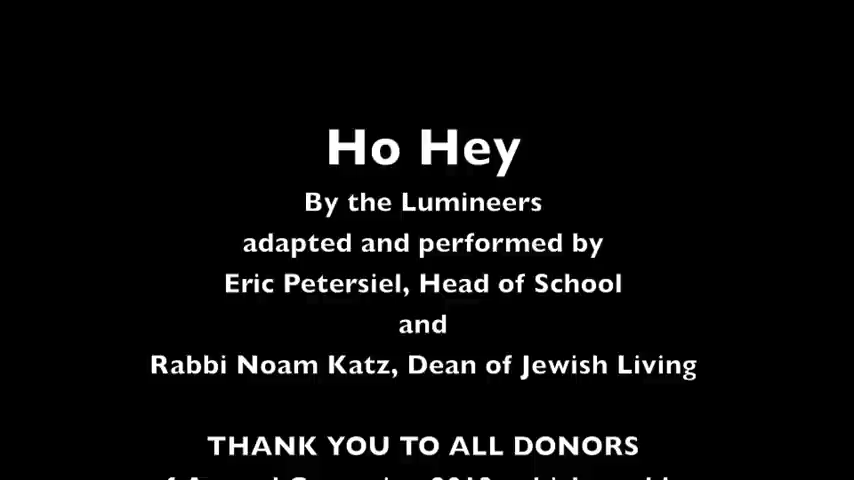 Ho Hey
By the Lumineers
adapted and performed by
Eric Petersiel, Head of School
and
Rabbi Noam Katz, Dean of Jewish Living
THANK YOU TO ALL DONORS